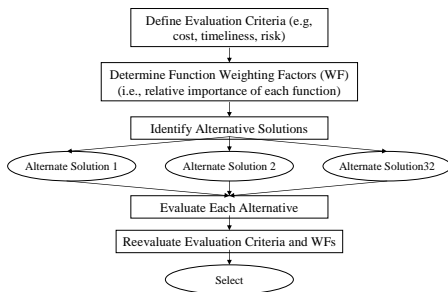 Define Evaluation Criteria (e.g,
cost, timeliness, risk)
Determine Function Weighting Factors (WF)
(i.e., relative importance of each function)
Identify Alternative Solutions
Alternate Solution 1
Alternate Solution 2
Alternate Solution32
Evaluate Each Alternative
Reevaluate Evaluation Criteria and WFs
Select